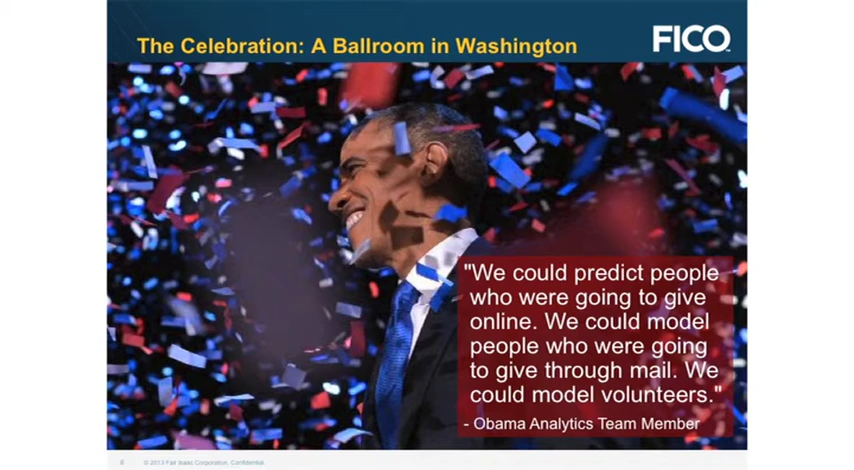 The Celebration: A Ballroom in Washington
FICO
"We could predict people
who were going to give
online. We could model
people who were going
to give through mail. We
could model volunteers."
- Obama Analytics Team Member
© 2013 Fair Isaac Corporation. Confidential.